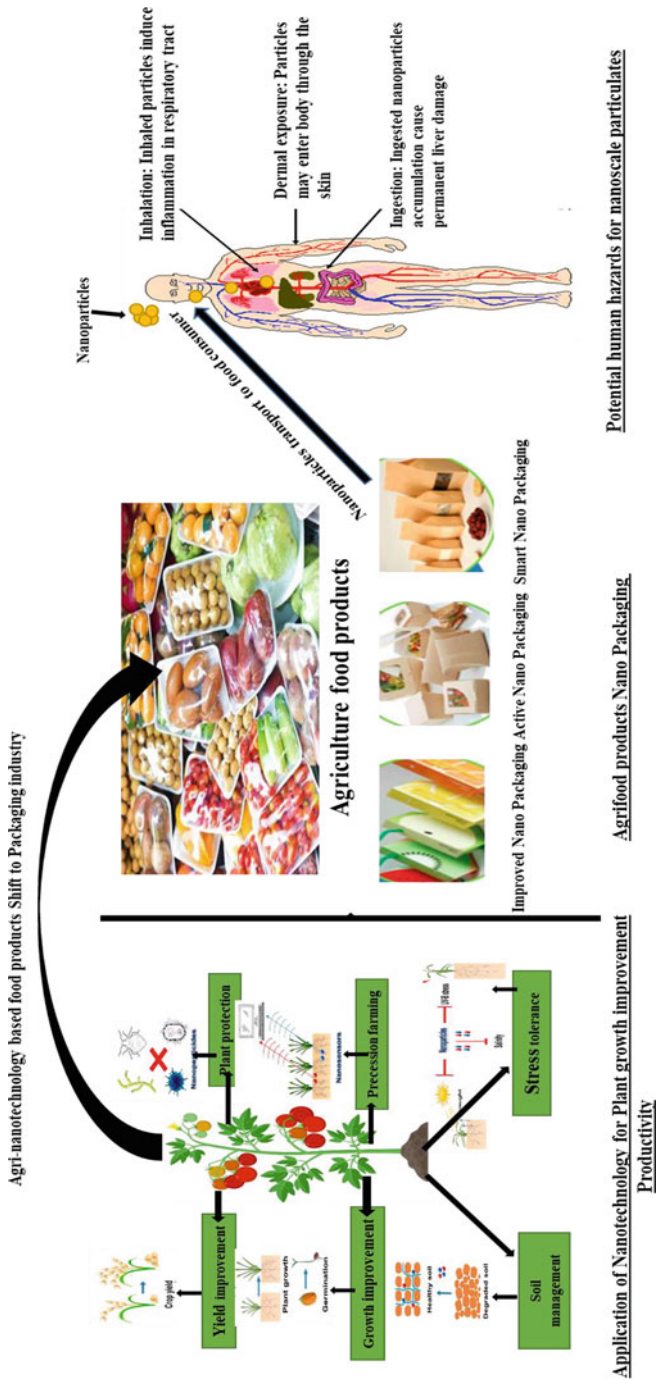 Agri-nanotechnology based food products Shift to Packaging industry
Yield improvement
Crop yield
Plant growth
Germination
Growth improvement
Healthy soil
Degraded soil
Soil
management
Nanopesticides
Plant protection
Nanosensors
Precession farming
UV-B stress
Nanoparticles
Salinity
Stress tolerance
Application of Nanotechnology for Plant growth improvement
Productivity
Agriculture food products
Improved Nano Packaging
Active Nano Packaging
Smart Nano Packaging
Agrifood products Nano Packaging
Nanoparticles transport to food consumer
Nanoparticles
Inhalation: Inhaled particles induce
inflammation in respiratory tract
Dermal exposure: Particles
may enter body through the
skin
Ingestion: Ingested nanoparticles
accumulation cause
permanent liver damage
Potential human hazards for nanoscale particulates